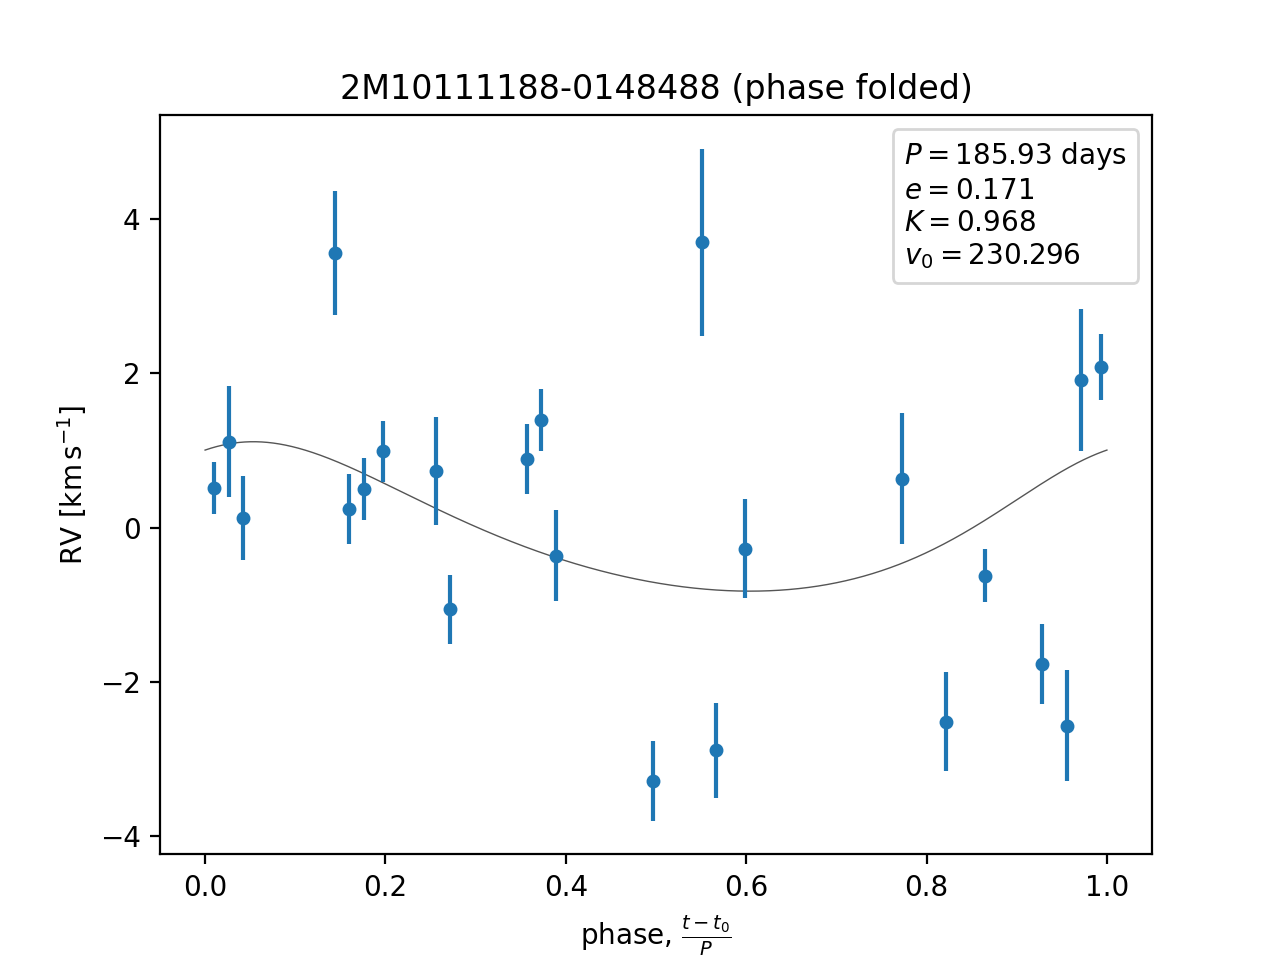 2M10111188-0148488 (phase folded)
P = 185.93 days
e = 0.171
K = 0.968
v₀ = 230.296
RV [km s⁻¹]
4
2
0
−2
−4
0.0 0.2 0.4 0.6 0.8 1.0
phase, (t − t₀)/P